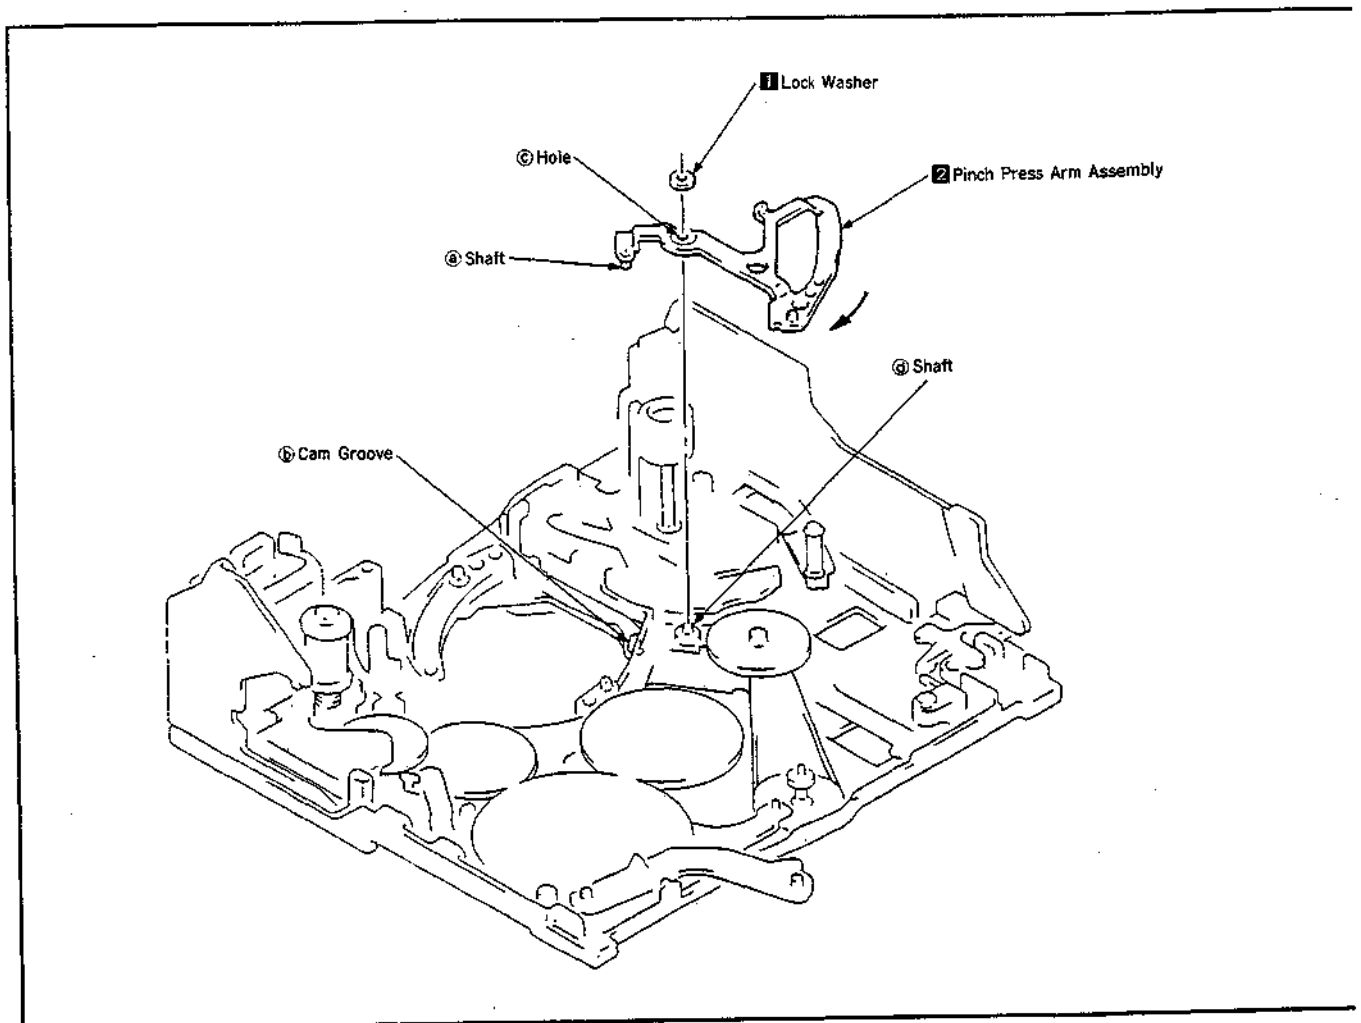 1 Lock Washer
ⓒ Hole
2 Pinch Press Arm Assembly
ⓐ Shaft
ⓓ Shaft
ⓑ Cam Groove